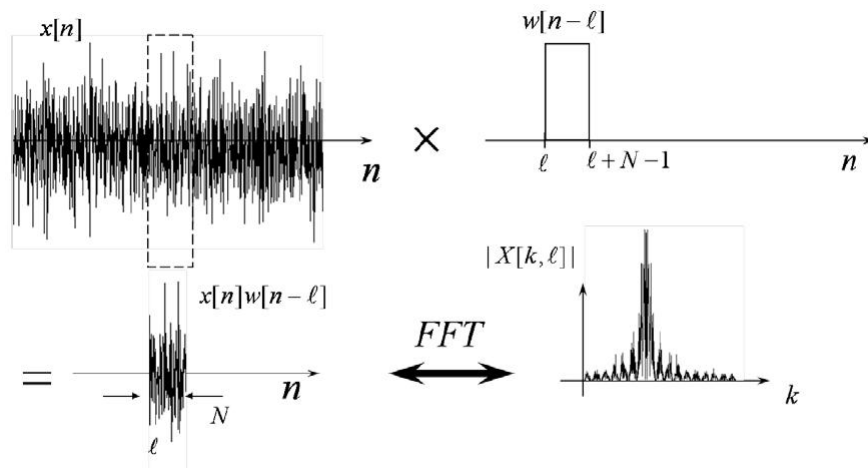 x[n]
n
×
w[n−ℓ]
ℓ
ℓ+N−1
n
=
x[n]w[n−ℓ]
n
N
ℓ
FFT
|X[k,ℓ]|
k